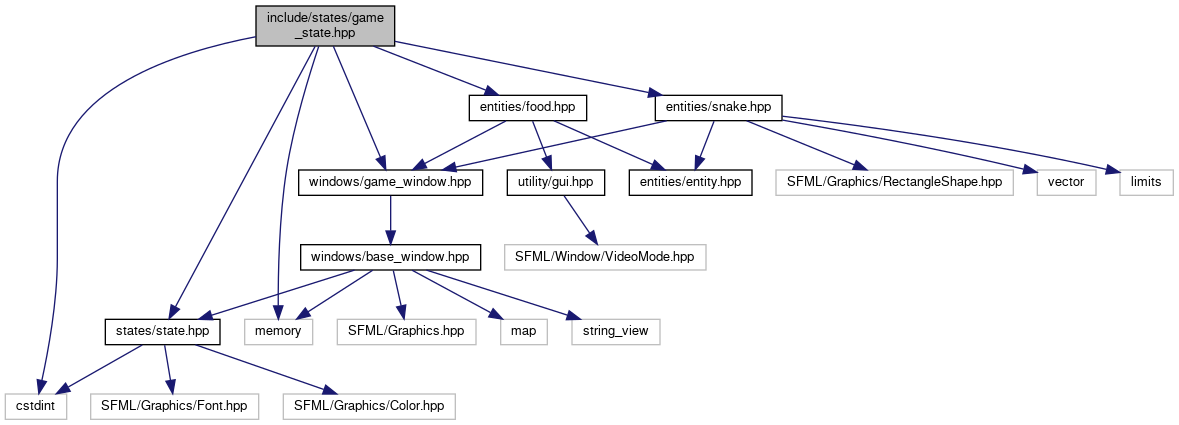 include/states/game
_state.hpp
entities/food.hpp
entities/snake.hpp
windows/game_window.hpp
utility/gui.hpp
entities/entity.hpp
SFML/Graphics/RectangleShape.hpp
vector
limits
windows/base_window.hpp
SFML/Window/VideoMode.hpp
states/state.hpp
memory
SFML/Graphics.hpp
map
string_view
cstdint
SFML/Graphics/Font.hpp
SFML/Graphics/Color.hpp